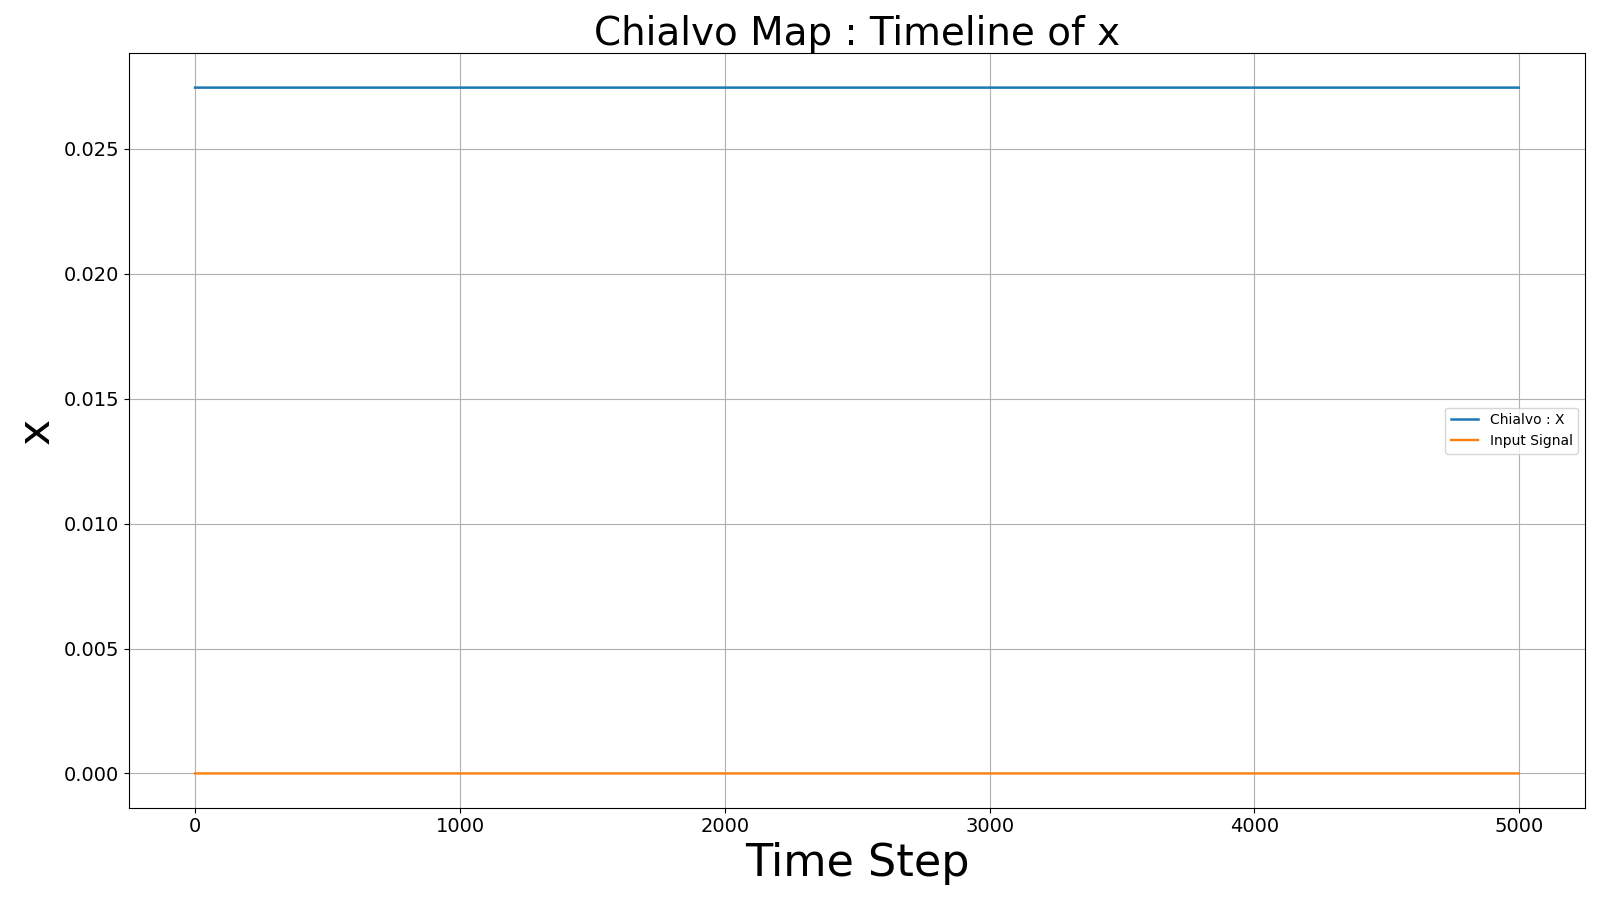 Chialvo Map : Timeline of x
0.025
0.020
0.015
0.010
0.005
0.000
x
Chialvo : X
Input Signal
0 1000 2000 3000 4000 5000
Time Step